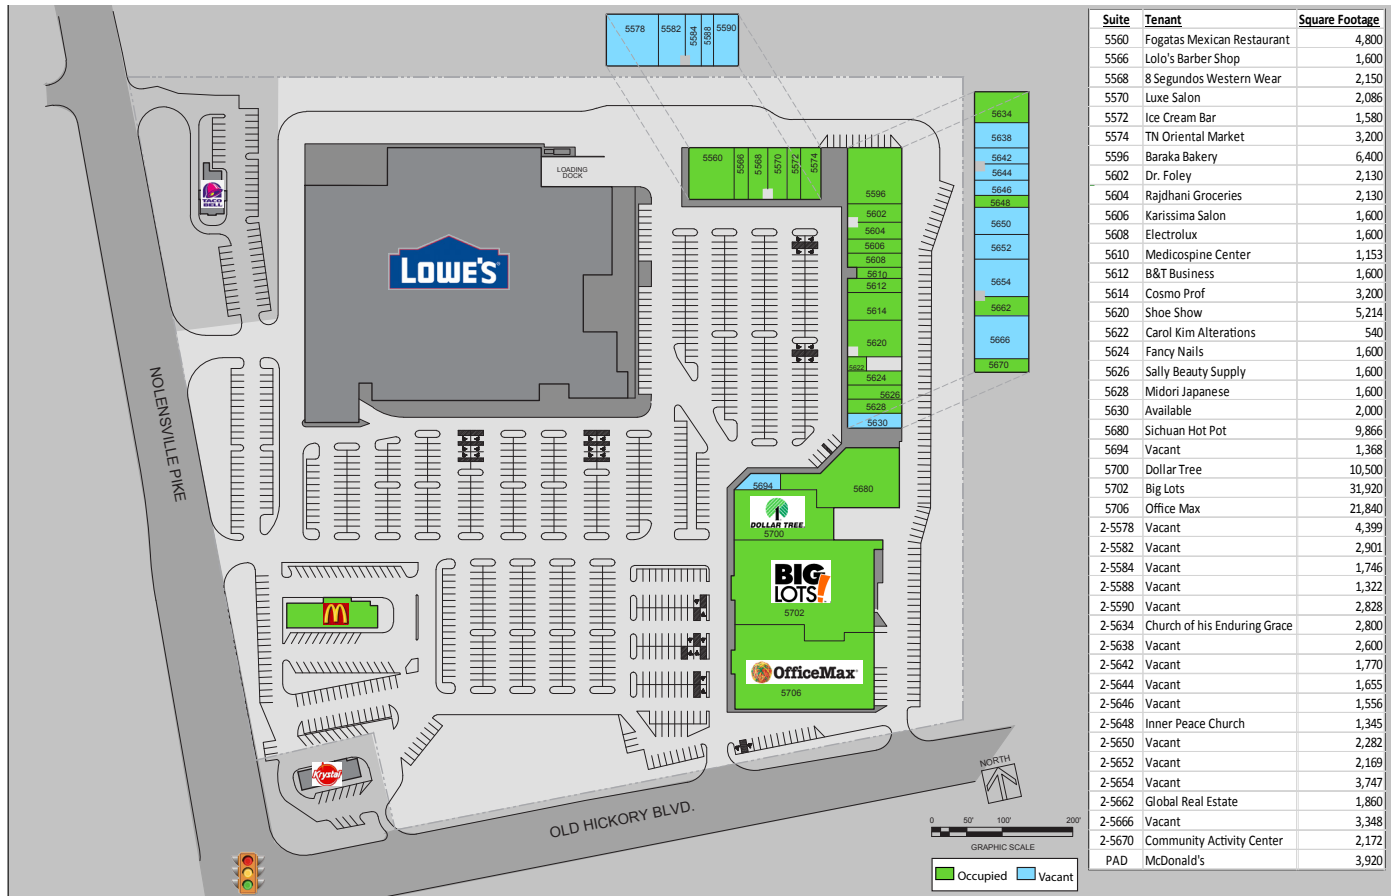 5578
5582
5584
5588
5590
5634
5638
5642
5644
5646
5648
5650
5652
5654
5662
5666
5670
LOADING
DOCK
5560
5566
5568
5570
5572
5574
5596
5602
5604
5606
5608
5610
5612
5614
5620
5622
5624
5626
5628
5630
TACO
BELL
LOWE'S
NOLENSVILLE PIKE
5694
5680
DOLLAR TREE.
5700
BIG
LOTS!
5702
OfficeMax
5706
Krystal
OLD HICKORY BLVD.
NORTH
0 50' 100' 200'
GRAPHIC SCALE
Occupied Vacant
Suite Tenant Square Footage
5560 Fogatas Mexican Restaurant 4,800
5566 Lolo's Barber Shop 1,600
5568 8 Segundos Western Wear 2,150
5570 Luxe Salon 2,086
5572 Ice Cream Bar 1,580
5574 TN Oriental Market 3,200
5596 Baraka Bakery 6,400
5602 Dr. Foley 2,130
5604 Rajdhani Groceries 2,130
5606 Karissima Salon 1,600
5608 Electrolux 1,600
5610 Medicospine Center 1,153
5612 B&T Business 1,600
5614 Cosmo Prof 3,200
5620 Shoe Show 5,214
5622 Carol Kim Alterations 540
5624 Fancy Nails 1,600
5626 Sally Beauty Supply 1,600
5628 Midori Japanese 1,600
5630 Available 2,000
5680 Sichuan Hot Pot 9,866
5694 Vacant 1,368
5700 Dollar Tree 10,500
5702 Big Lots 31,920
5706 Office Max 21,840
2-5578 Vacant 4,399
2-5582 Vacant 2,901
2-5584 Vacant 1,746
2-5588 Vacant 1,322
2-5590 Vacant 2,828
2-5634 Church of his Enduring Grace 2,800
2-5638 Vacant 2,600
2-5642 Vacant 1,770
2-5644 Vacant 1,655
2-5646 Vacant 1,556
2-5648 Inner Peace Church 1,345
2-5650 Vacant 2,282
2-5652 Vacant 2,169
2-5654 Vacant 3,747
2-5662 Global Real Estate 1,860
2-5666 Vacant 3,348
2-5670 Community Activity Center 2,172
PAD McDonald's 3,920